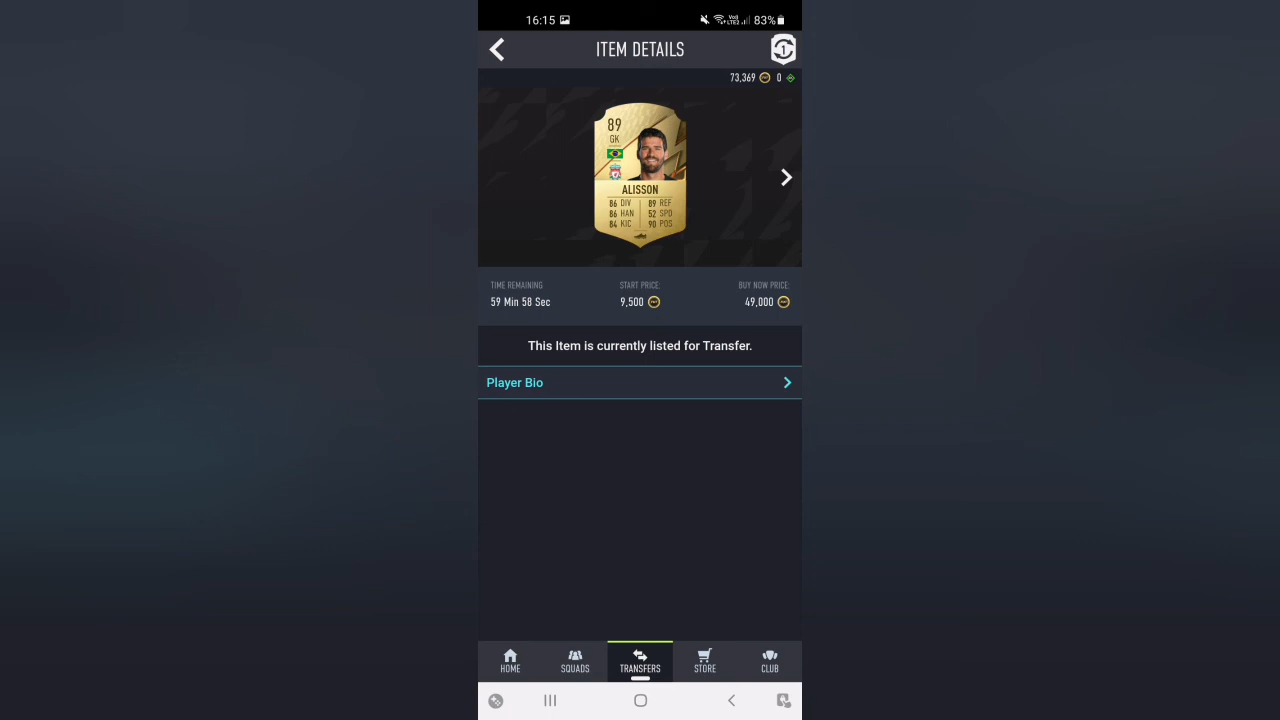 16:15 83%
ITEM DETAILS
1
73,369 0
89
GK
ALISSON
86 DIV 89 REF
86 HAN 52 SPD
84 KIC 90 POS
TIME REMAINING START PRICE: BUY NOW PRICE:
59 Min 58 Sec 9,500 49,000
This Item is currently listed for Transfer.
Player Bio
HOME SQUADS TRANSFERS STORE CLUB